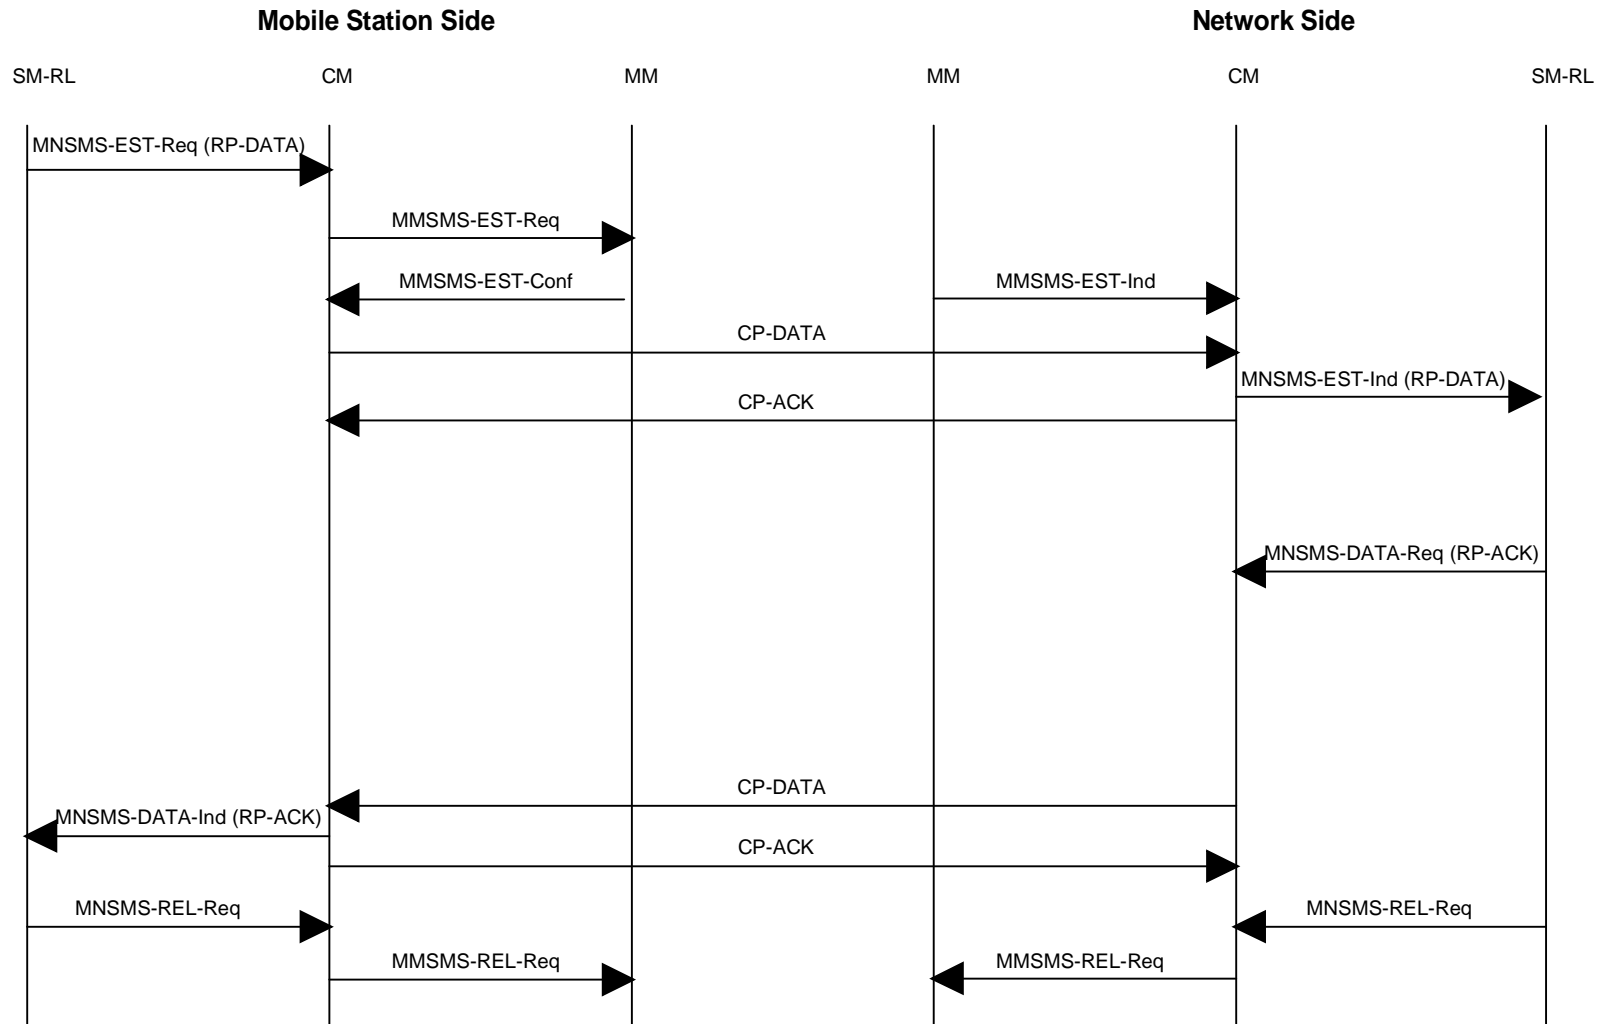 Mobile Station Side
Network Side
SM-RL
CM
MM
MM
CM
SM-RL
MNSMS-EST-Req (RP-DATA)
MMSMS-EST-Req
MMSMS-EST-Conf
MMSMS-EST-Ind
CP-DATA
MNSMS-EST-Ind (RP-DATA)
CP-ACK
MNSMS-DATA-Req (RP-ACK)
CP-DATA
MNSMS-DATA-Ind (RP-ACK)
CP-ACK
MNSMS-REL-Req
MNSMS-REL-Req
MMSMS-REL-Req
MMSMS-REL-Req